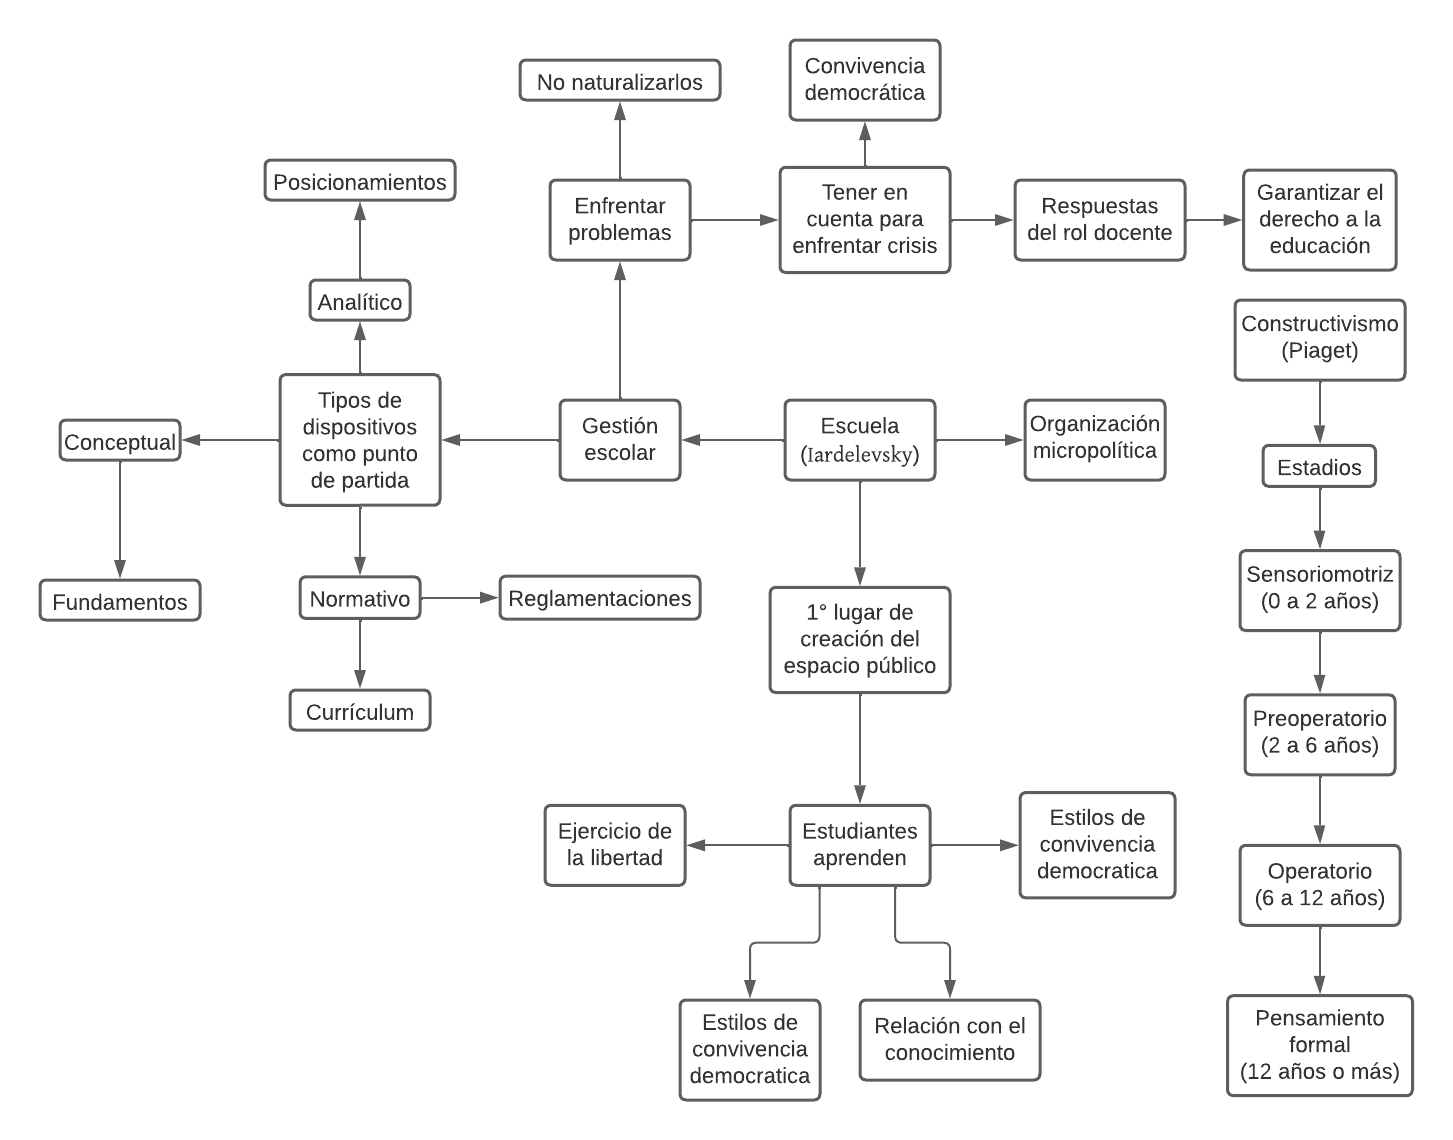 Convivencia
democrática
No naturalizarlos
Posicionamientos
Enfrentar
problemas
Tener en
cuenta para
enfrentar crisis
Respuestas
del rol docente
Garantizar el
derecho a la
educación
Analítico
Constructivismo
(Piaget)
Tipos de
dispositivos
como punto
de partida
Conceptual
Gestión
escolar
Escuela
(Iardelevsky)
Organización
micropolítica
Estadios
Sensoriomotriz
(0 a 2 años)
Fundamentos
Normativo
Reglamentaciones
1° lugar de
creación del
espacio público
Currículum
Preoperatorio
(2 a 6 años)
Ejercicio de
la libertad
Estudiantes
aprenden
Estilos de
convivencia
democratica
Operatorio
(6 a 12 años)
Estilos de
convivencia
democratica
Relación con el
conocimiento
Pensamiento
formal
(12 años o más)